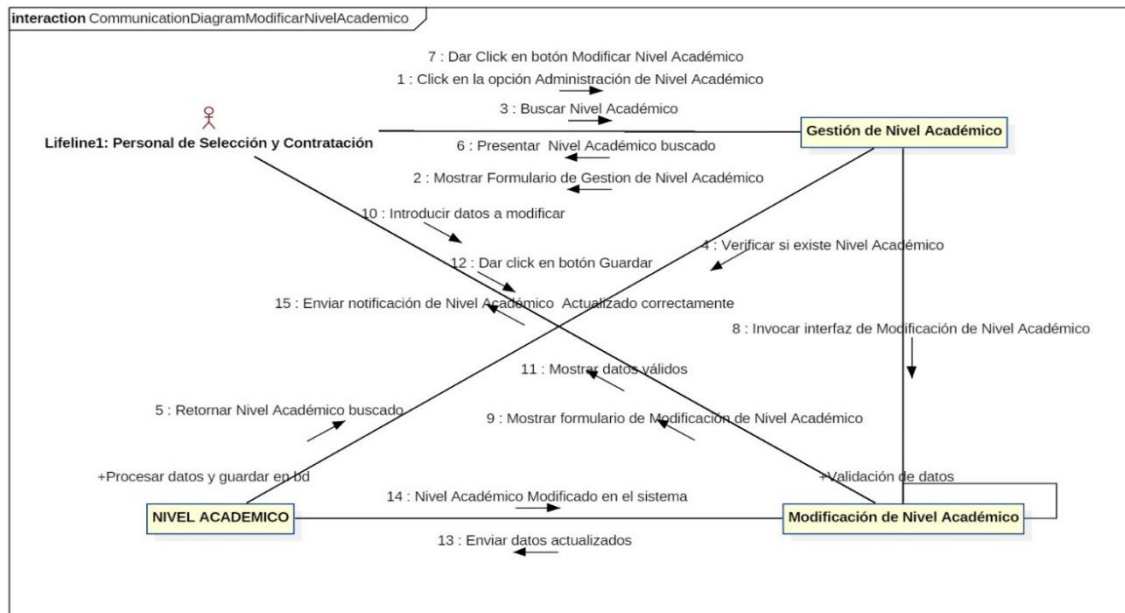 interaction CommunicationDiagramModificarNivelAcademico
7 : Dar Click en botón Modificar Nivel Académico
1 : Click en la opción Administración de Nivel Académico
3 : Buscar Nivel Académico
Lifeline1: Personal de Selección y Contratación
Gestión de Nivel Académico
6 : Presentar Nivel Académico buscado
2 : Mostrar Formulario de Gestion de Nivel Académico
10 : Introducir datos a modificar
4 : Verificar si existe Nivel Académico
12 : Dar click en botón Guardar
15 : Enviar notificación de Nivel Académico Actualizado correctamente
8 : Invocar interfaz de Modificación de Nivel Académico
11 : Mostrar datos válidos
5 : Retornar Nivel Académico buscado
9 : Mostrar formulario de Modificación de Nivel Académico
+Procesar datos y guardar en bd
+Validación de datos
14 : Nivel Académico Modificado en el sistema
NIVEL ACADEMICO
Modificación de Nivel Académico
13 : Enviar datos actualizados